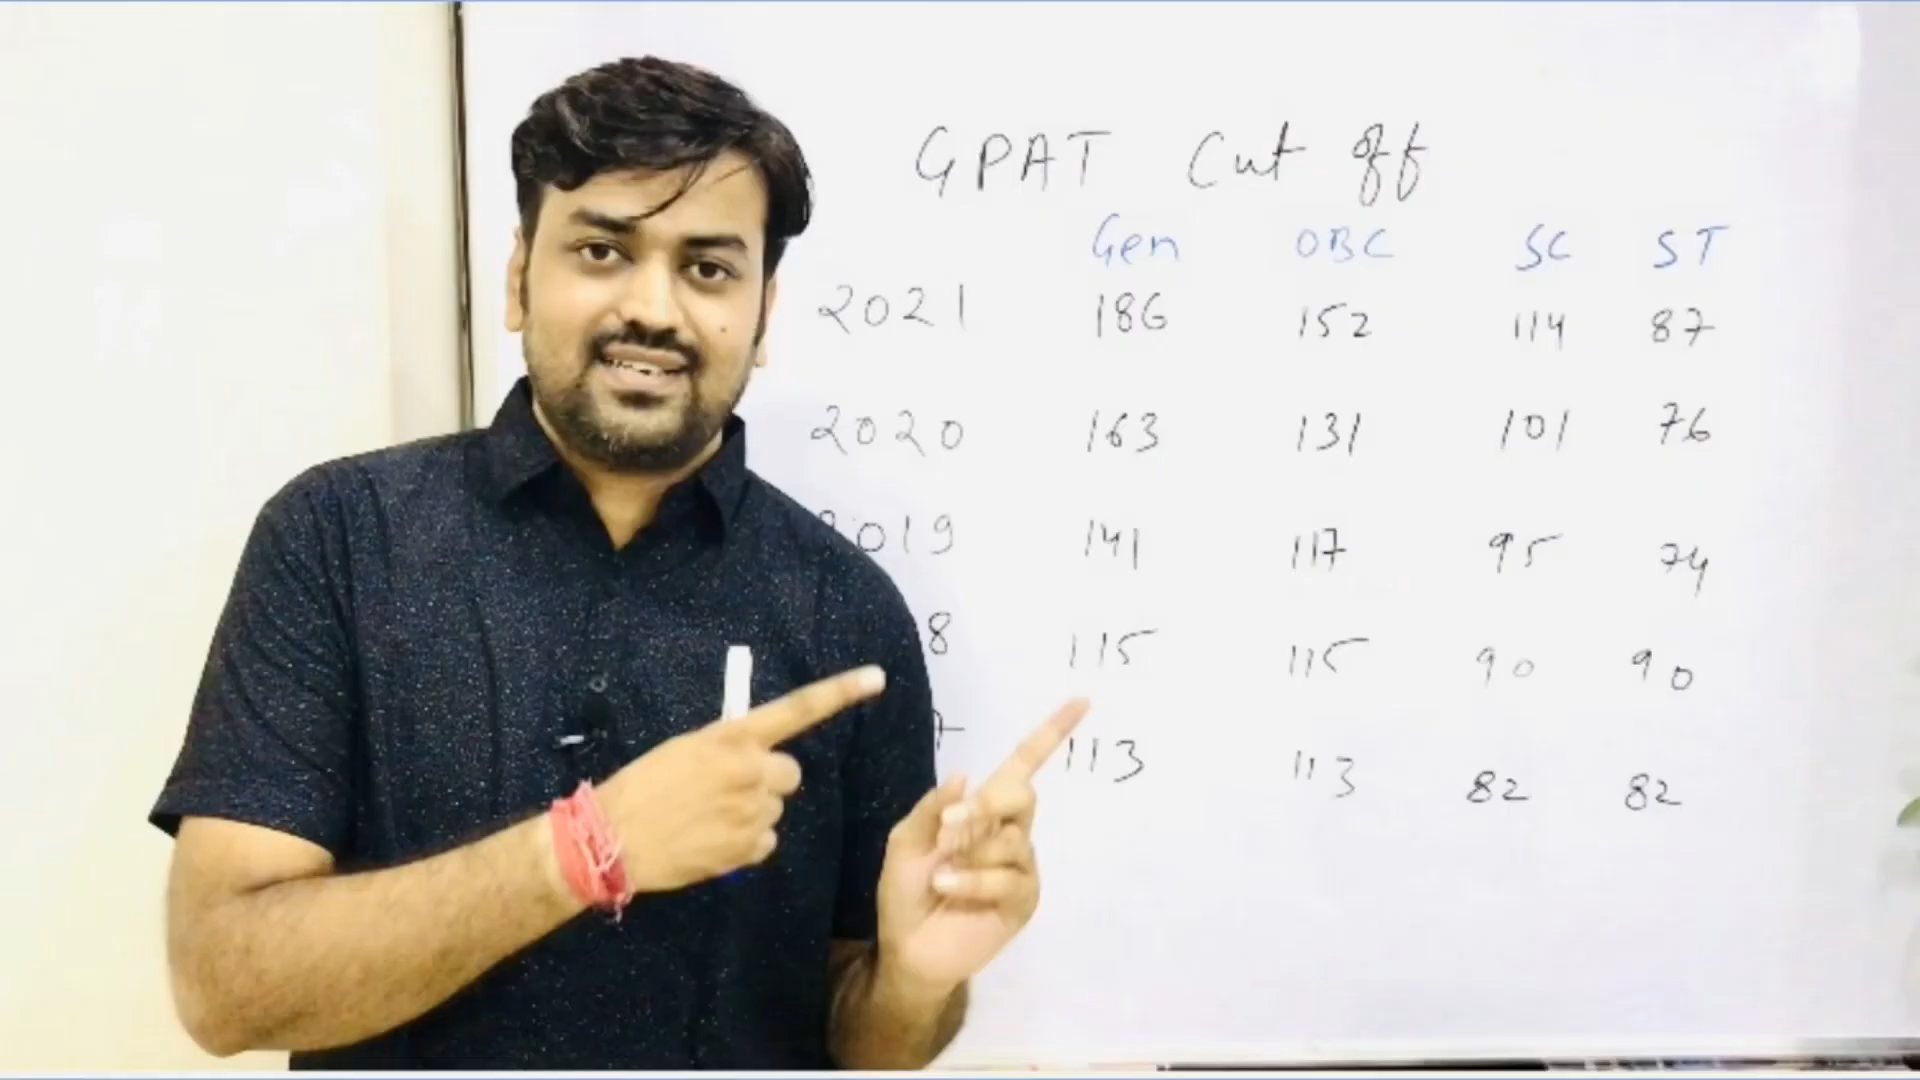 GPAT Cut off
Gen OBC SC ST
2021 186 152 114 87
2020 163 131 101 76
019 141 117 95 74
8 115 115 90 90
7 113 113 82 82